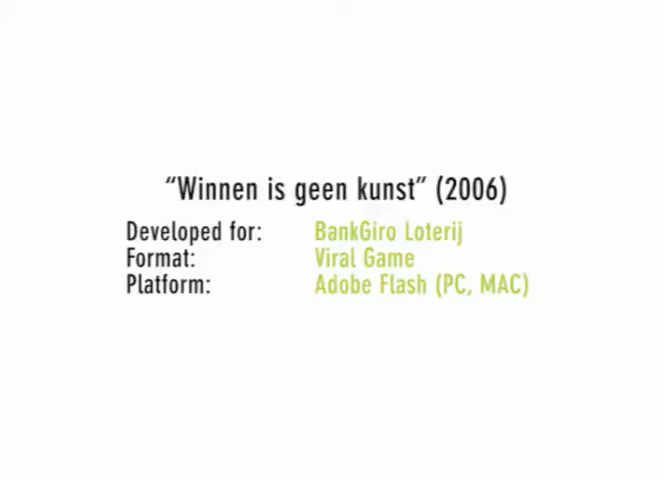 “Winnen is geen kunst” (2006)
Developed for: BankGiro Loterij
Format: Viral Game
Platform: Adobe Flash (PC, MAC)